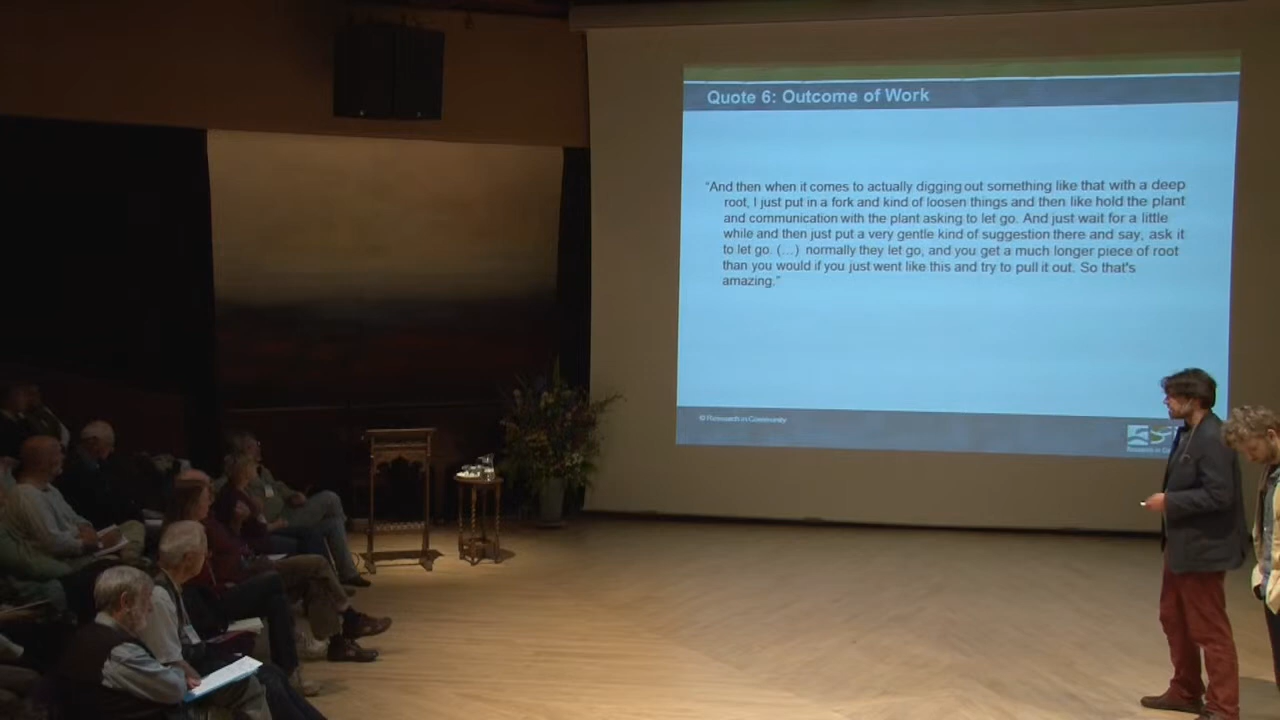 Quote 6: Outcome of Work
“And then when it comes to actually digging out something like that with a deep
root, I just put in a fork and kind of loosen things and then like hold the plant
and communication with the plant asking to let go. And just wait for a little
while and then just put a very gentle kind of suggestion there and say, ask it
to let go. (…) normally they let go, and you get a much longer piece of root
than you would if you just went like this and try to pull it out. So that's
amazing.”
© Research in Community
Research in